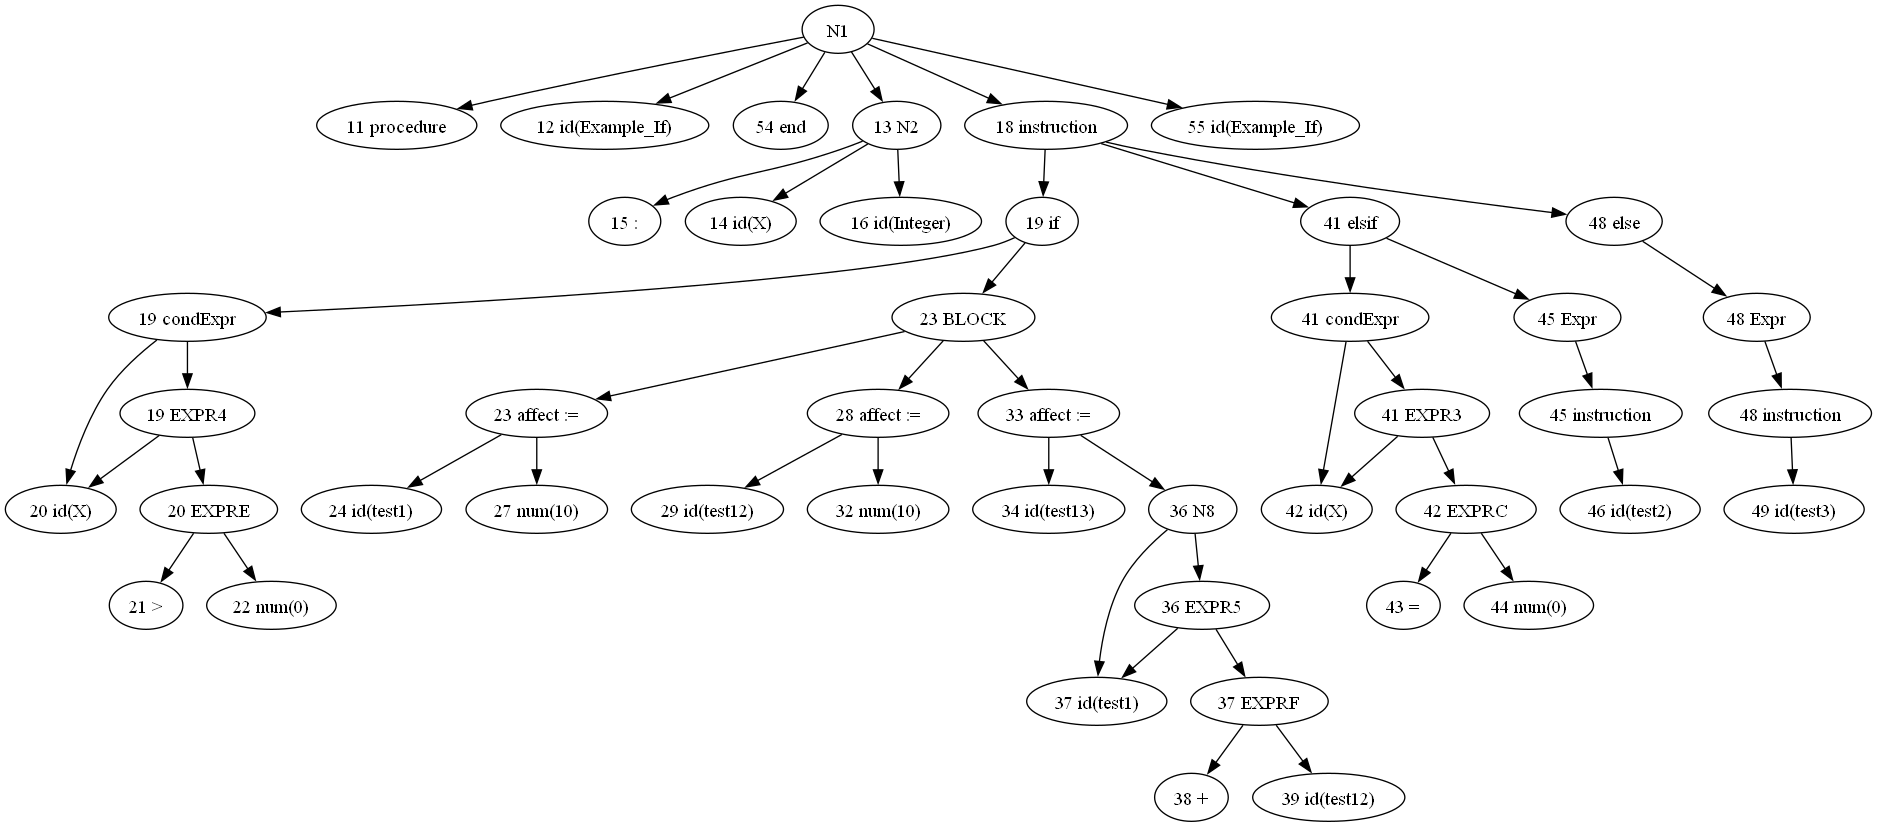 N1
11 procedure
12 id(Example_If)
54 end
13 N2
18 instruction
55 id(Example_If)
15 :
14 id(X)
16 id(Integer)
19 if
41 elsif
48 else
19 condExpr
23 BLOCK
41 condExpr
45 Expr
48 Expr
19 EXPR4
23 affect :=
28 affect :=
33 affect :=
41 EXPR3
45 instruction
48 instruction
20 id(X)
20 EXPRE
24 id(test1)
27 num(10)
29 id(test12)
32 num(10)
34 id(test13)
36 N8
42 id(X)
42 EXPRC
46 id(test2)
49 id(test3)
21 >
22 num(0)
36 EXPR5
43 =
44 num(0)
37 id(test1)
37 EXPRF
38 +
39 id(test12)